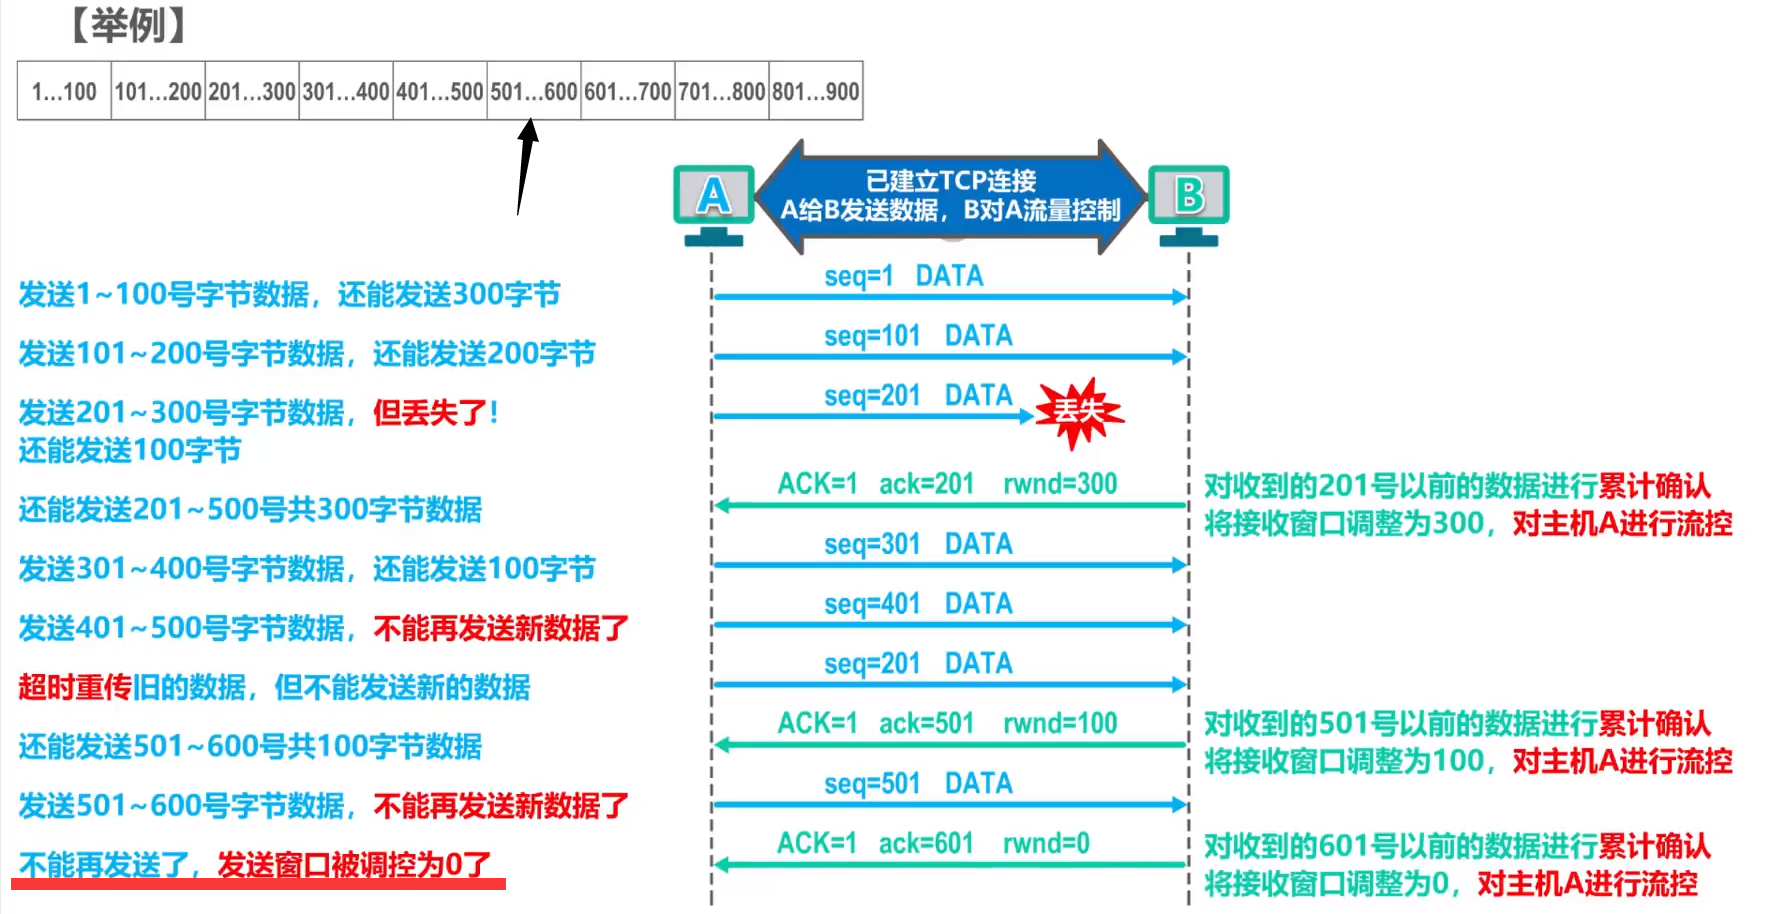 【举例】
1...100 101...200 201...300 301...400 401...500 501...600 601...700 701...800 801...900
A
已建立TCP连接
A给B发送数据，B对A流量控制
B
seq=1 DATA
发送1~100号字节数据，还能发送300字节
seq=101 DATA
发送101~200号字节数据，还能发送200字节
seq=201 DATA
丢失
发送201~300号字节数据，但丢失了！
还能发送100字节
ACK=1 ack=201 rwnd=300
对收到的201号以前的数据进行累计确认
将接收窗口调整为300，对主机A进行流控
还能发送201~500号共300字节数据
seq=301 DATA
发送301~400号字节数据，还能发送100字节
seq=401 DATA
发送401~500号字节数据，不能再发送新数据了
seq=201 DATA
超时重传旧的数据，但不能发送新的数据
ACK=1 ack=501 rwnd=100
对收到的501号以前的数据进行累计确认
将接收窗口调整为100，对主机A进行流控
还能发送501~600号共100字节数据
seq=501 DATA
发送501~600号字节数据，不能再发送新数据了
ACK=1 ack=601 rwnd=0
对收到的601号以前的数据进行累计确认
将接收窗口调整为0，对主机A进行流控
不能再发送了，发送窗口被调控为0了